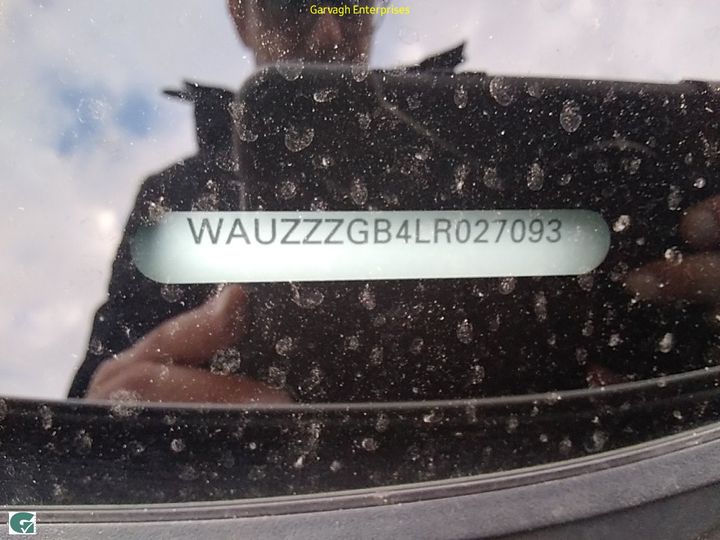 Garvagh Enterprises
WAUZZZGB4LR027093
G